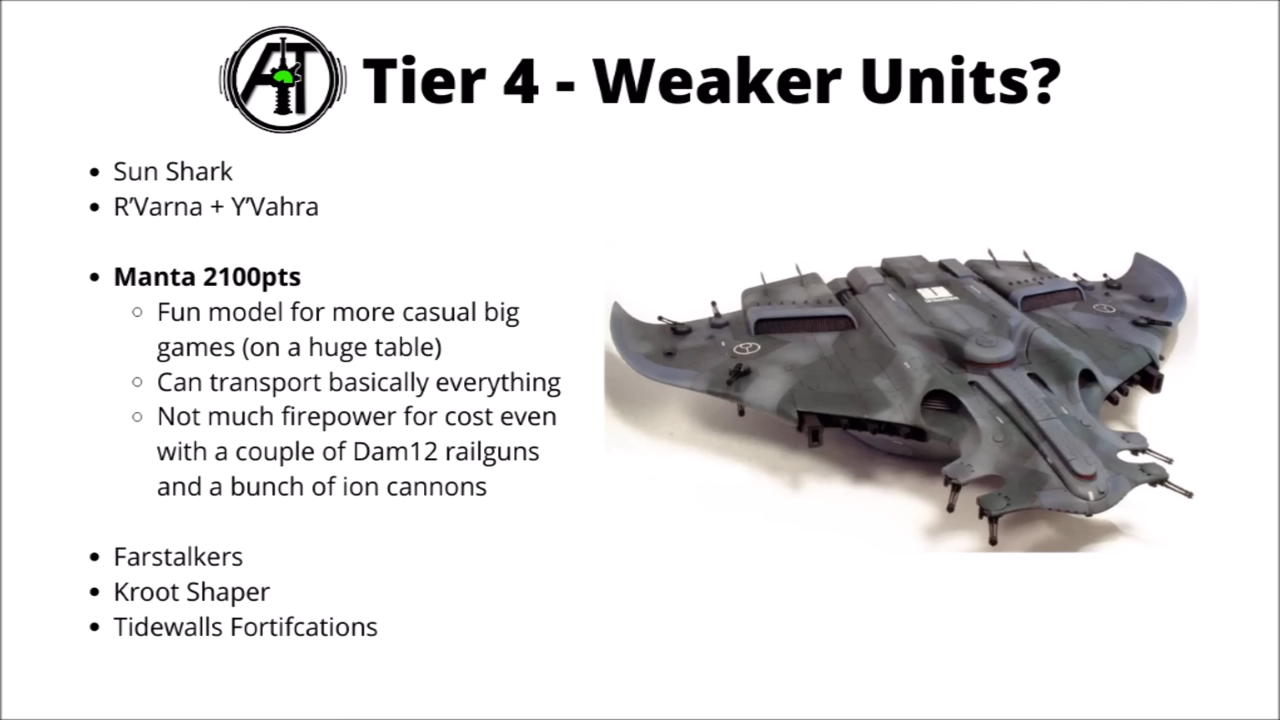 AT
Tier 4 - Weaker Units?
• Sun Shark
• R'Varna + Y'Vahra
• Manta 2100pts
○ Fun model for more casual big
games (on a huge table)
○ Can transport basically everything
○ Not much firepower for cost even
with a couple of Dam12 railguns
and a bunch of ion cannons
• Farstalkers
• Kroot Shaper
• Tidewalls Fortifcations